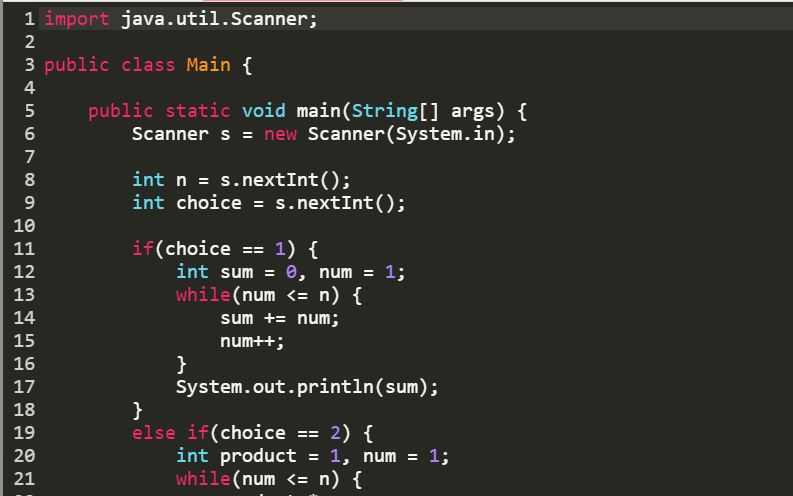 1 import java.util.Scanner;
2
3 public class Main {
4
5     public static void main(String[] args) {
6         Scanner s = new Scanner(System.in);
7
8         int n = s.nextInt();
9         int choice = s.nextInt();
10
11         if(choice == 1) {
12             int sum = 0, num = 1;
13             while(num <= n) {
14                 sum += num;
15                 num++;
16             }
17             System.out.println(sum);
18         }
19         else if(choice == 2) {
20             int product = 1, num = 1;
21             while(num <= n) {